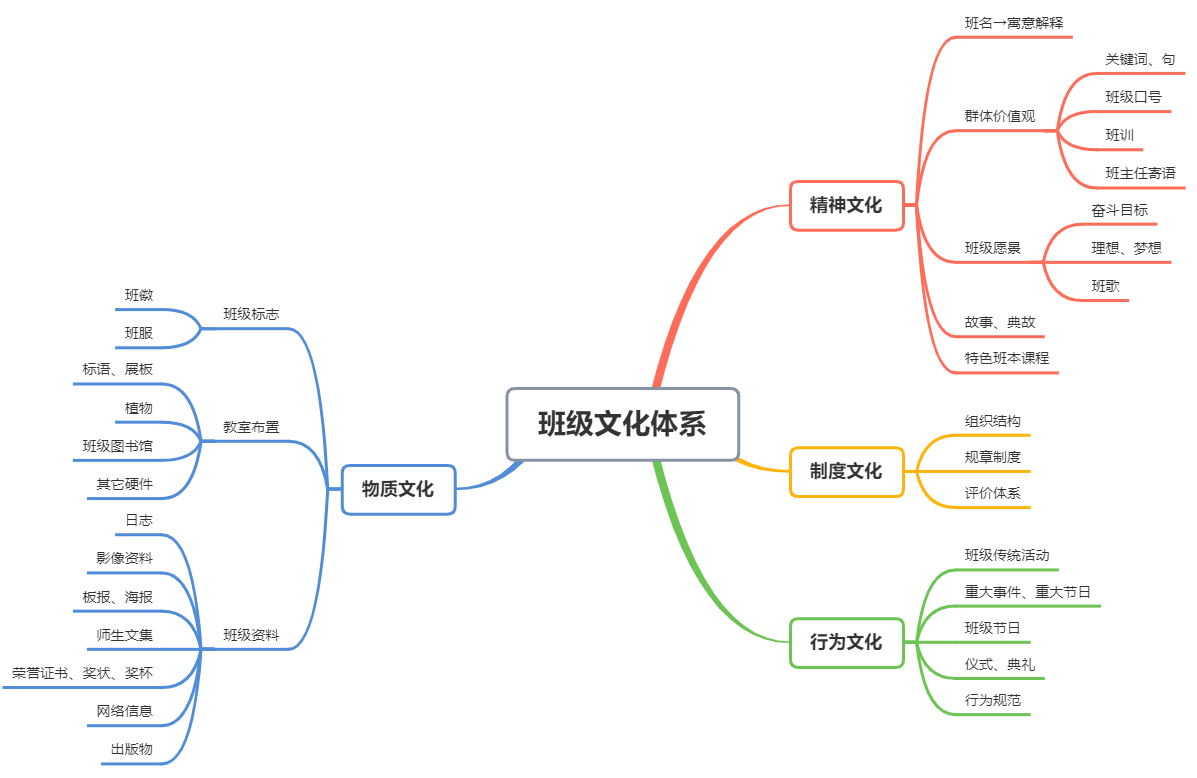 班级文化体系
精神文化
班名→寓意解释
群体价值观
关键词、句
班级口号
班训
班主任寄语
班级愿景
奋斗目标
理想、梦想
班歌
故事、典故
特色班本课程
制度文化
组织结构
规章制度
评价体系
行为文化
班级传统活动
重大事件、重大节日
班级节日
仪式、典礼
行为规范
物质文化
班级标志
班徽
班服
教室布置
标语、展板
植物
班级图书馆
其它硬件
班级资料
日志
影像资料
板报、海报
师生文集
荣誉证书、奖状、奖杯
网络信息
出版物